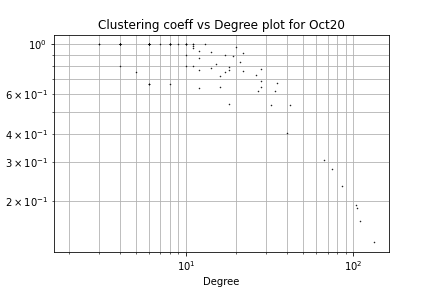 Clustering coeff vs Degree plot for Oct20
10⁰
6 × 10⁻¹
4 × 10⁻¹
3 × 10⁻¹
2 × 10⁻¹
10¹ 10²
Degree